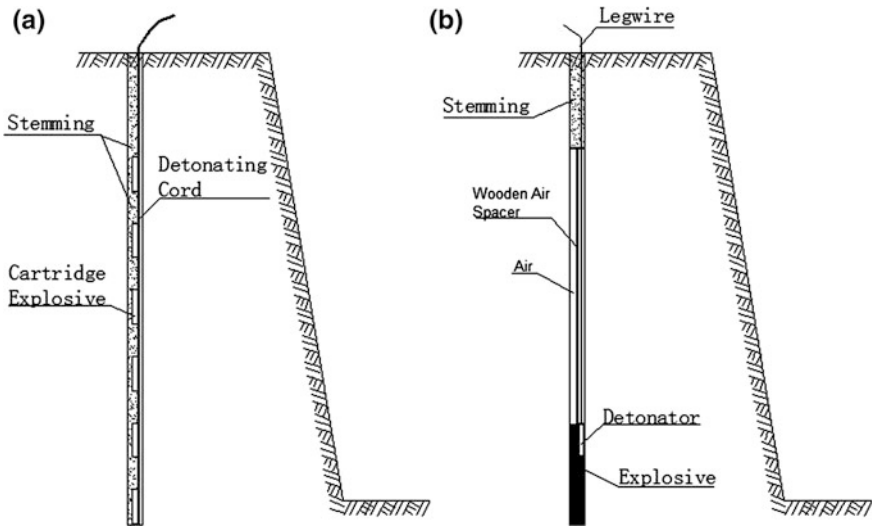 (a)
Stemming
Detonating
Cord
Cartridge
Explosive
(b)
Legwire
Stemming
Wooden Air
Spacer
Air
Detonator
Explosive